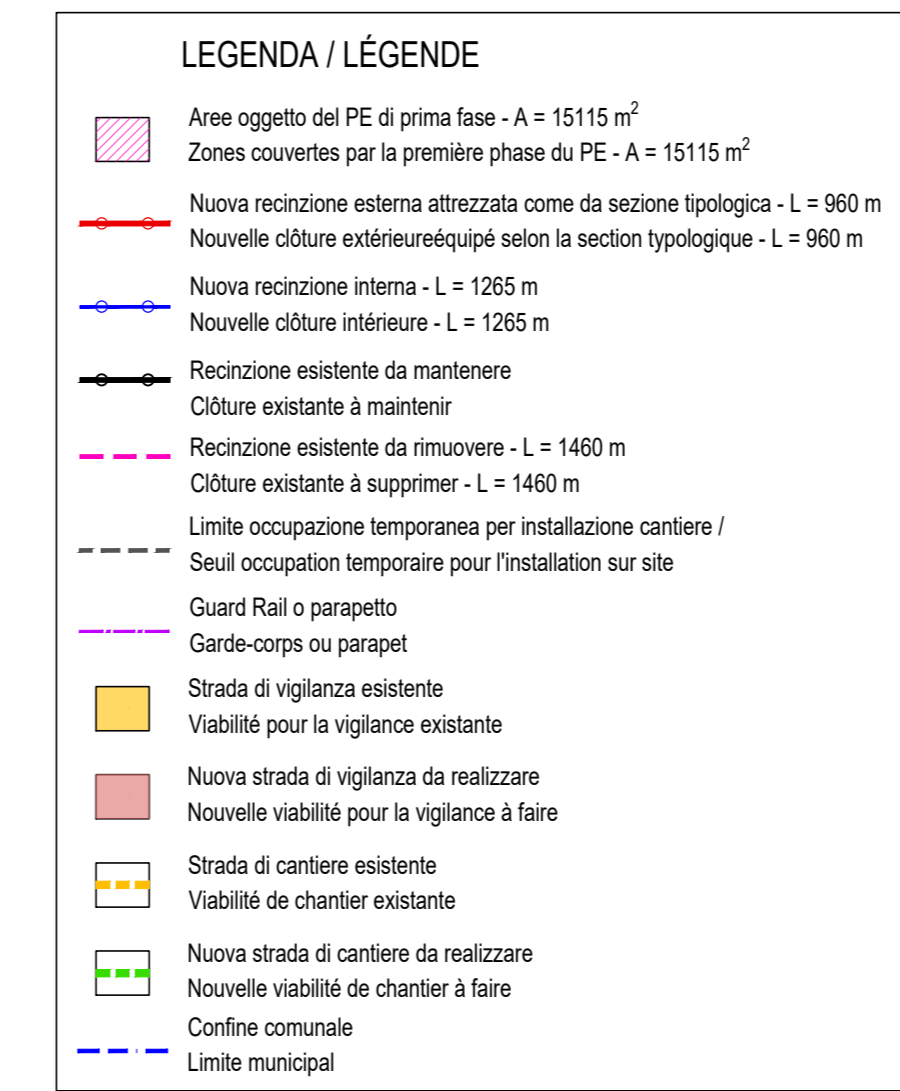 LEGENDA / LÉGENDE
Aree oggetto del PE di prima fase - A = 15115 m²
Zones couvertes par la première phase du PE - A = 15115 m²
Nuova recinzione esterna attrezzata come da sezione tipologica - L = 960 m
Nouvelle clôture extérieureéquipé selon la section typologique - L = 960 m
Nuova recinzione interna - L = 1265 m
Nouvelle clôture intérieure - L = 1265 m
Recinzione esistente da mantenere
Clôture existante à maintenir
Recinzione esistente da rimuovere - L = 1460 m
Clôture existante à supprimer - L = 1460 m
Limite occupazione temporanea per installazione cantiere /
Seuil occupation temporaire pour l'installation sur site
Guard Rail o parapetto
Garde-corps ou parapet
Strada di vigilanza esistente
Viabilité pour la vigilance existante
Nuova strada di vigilanza da realizzare
Nouvelle viabilité pour la vigilance à faire
Strada di cantiere esistente
Viabilité de chantier existante
Nuova strada di cantiere da realizzare
Nouvelle viabilité de chantier à faire
Confine comunale
Limite municipal